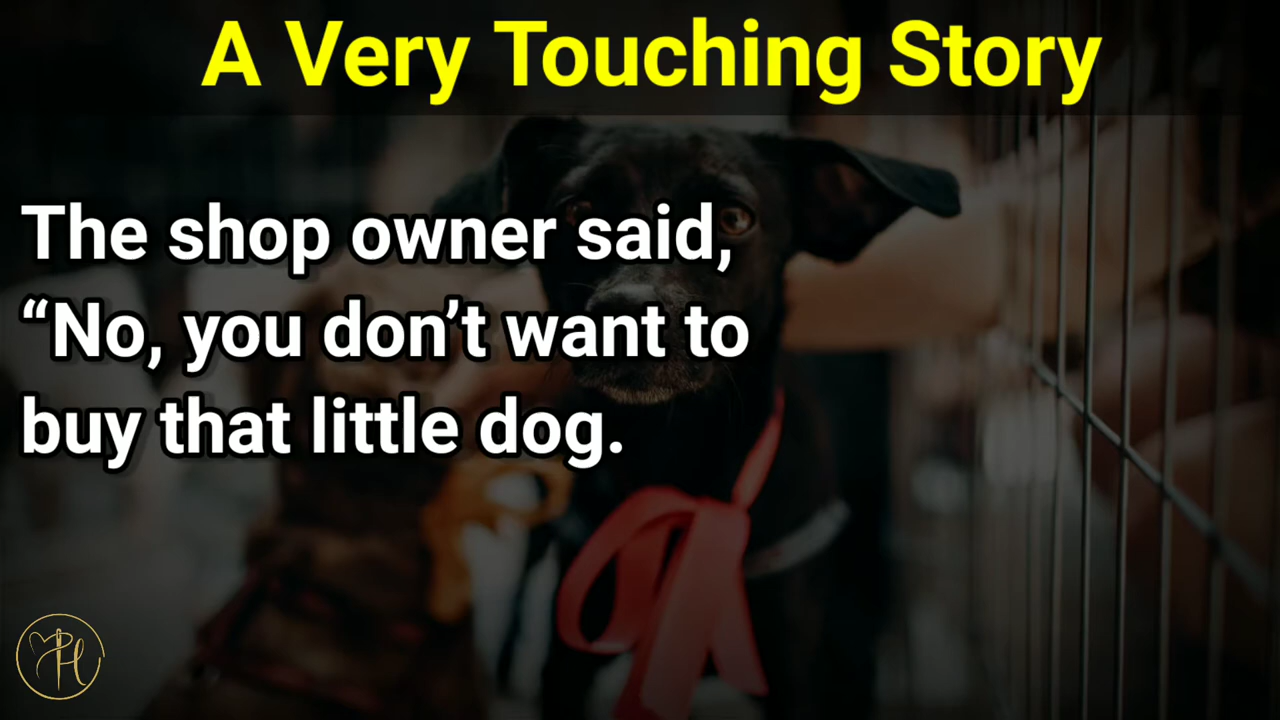 A Very Touching Story
The shop owner said,
“No, you don’t want to
buy that little dog.